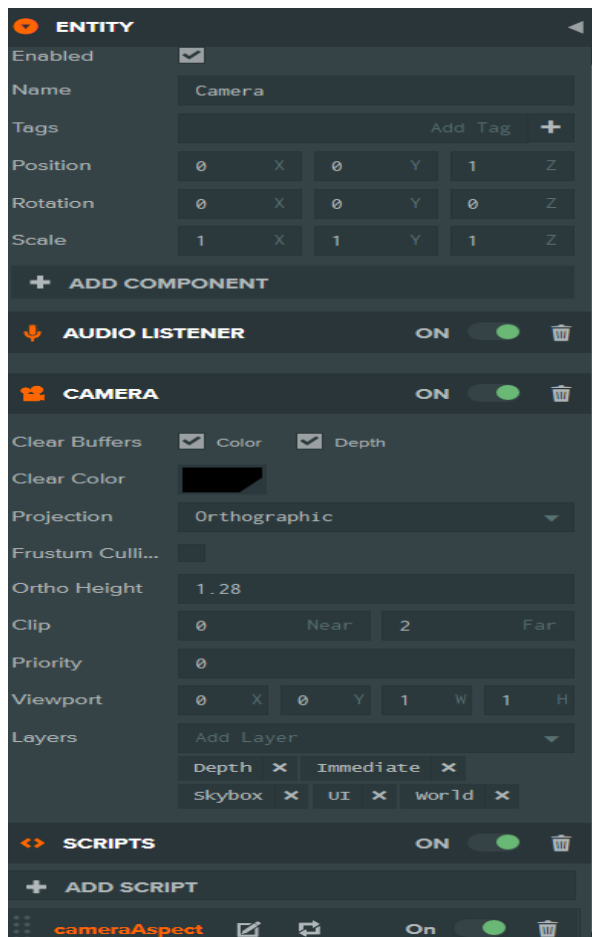 ENTITY
Enabled
Name Camera
Tags Add Tag
Position 0 X 0 Y 1 Z
Rotation 0 X 0 Y 0 Z
Scale 1 X 1 Y 1 Z
+ ADD COMPONENT
AUDIO LISTENER ON
CAMERA ON
Clear Buffers Color Depth
Clear Color
Projection Orthographic
Frustum Culli...
Ortho Height 1.28
Clip 0 Near 2 Far
Priority 0
Viewport 0 X 0 Y 1 W 1 H
Layers Add Layer
Depth × Immediate ×
Skybox × UI × World ×
SCRIPTS ON
+ ADD SCRIPT
cameraAspect On